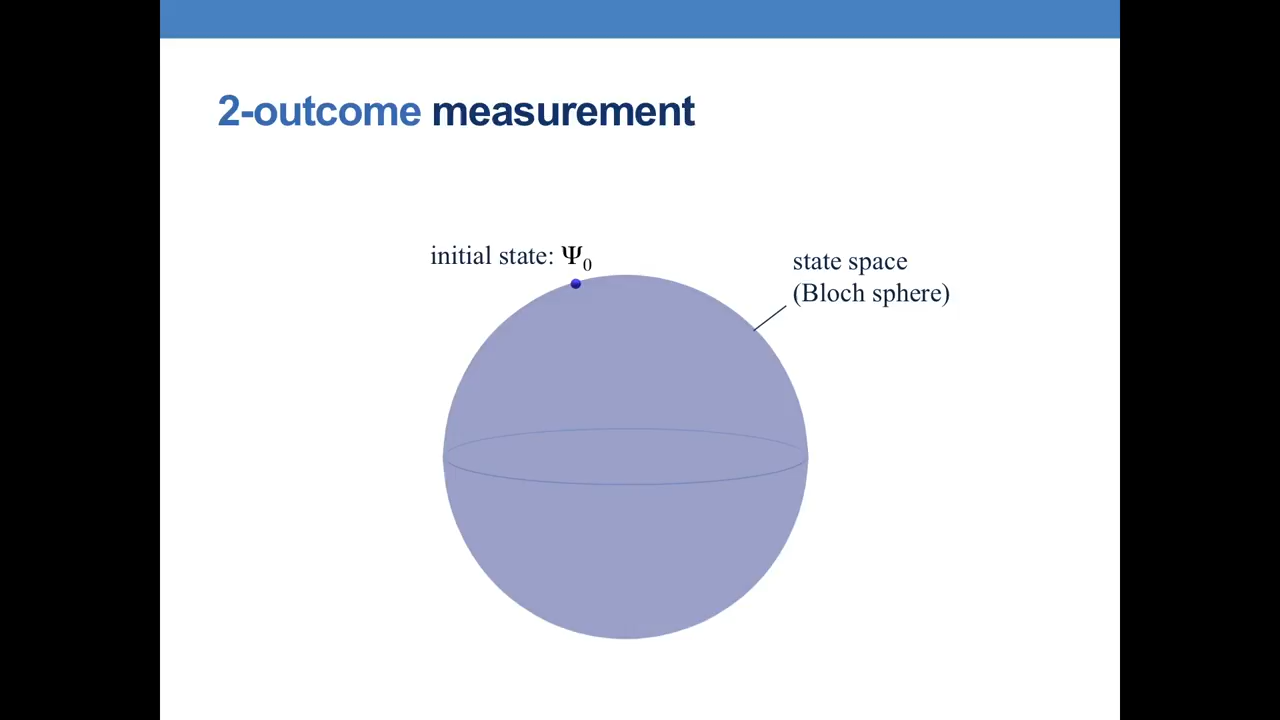 2-outcome measurement
initial state: Ψ₀
state space
(Bloch sphere)